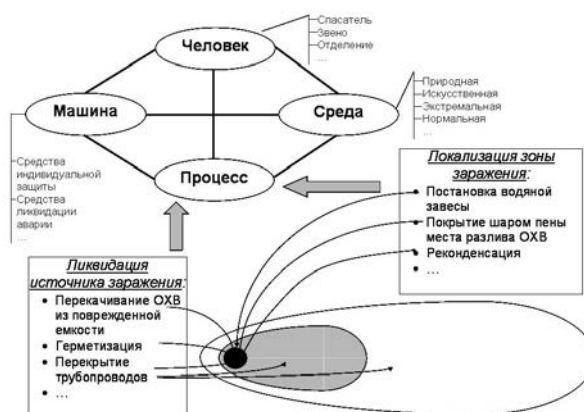 Человек
Спасатель
Звено
Отделение
...
Машина
Среда
Природная
Искусственная
Экстремальная
Нормальная
...
Процесс
Средства
индивидуальной
защиты
Средства
ликвидации
аварии
...
Локализация зоны
заражения:
• Постановка водяной
завесы
• Покрытие шаром пены
места разлива ОХВ
• Реконденсация
• ...
Ликвидация
источника заражения:
• Перекачивание ОХВ
из поврежденной
емкости
• Герметизация
• Перекрытие
трубопроводов
• ...